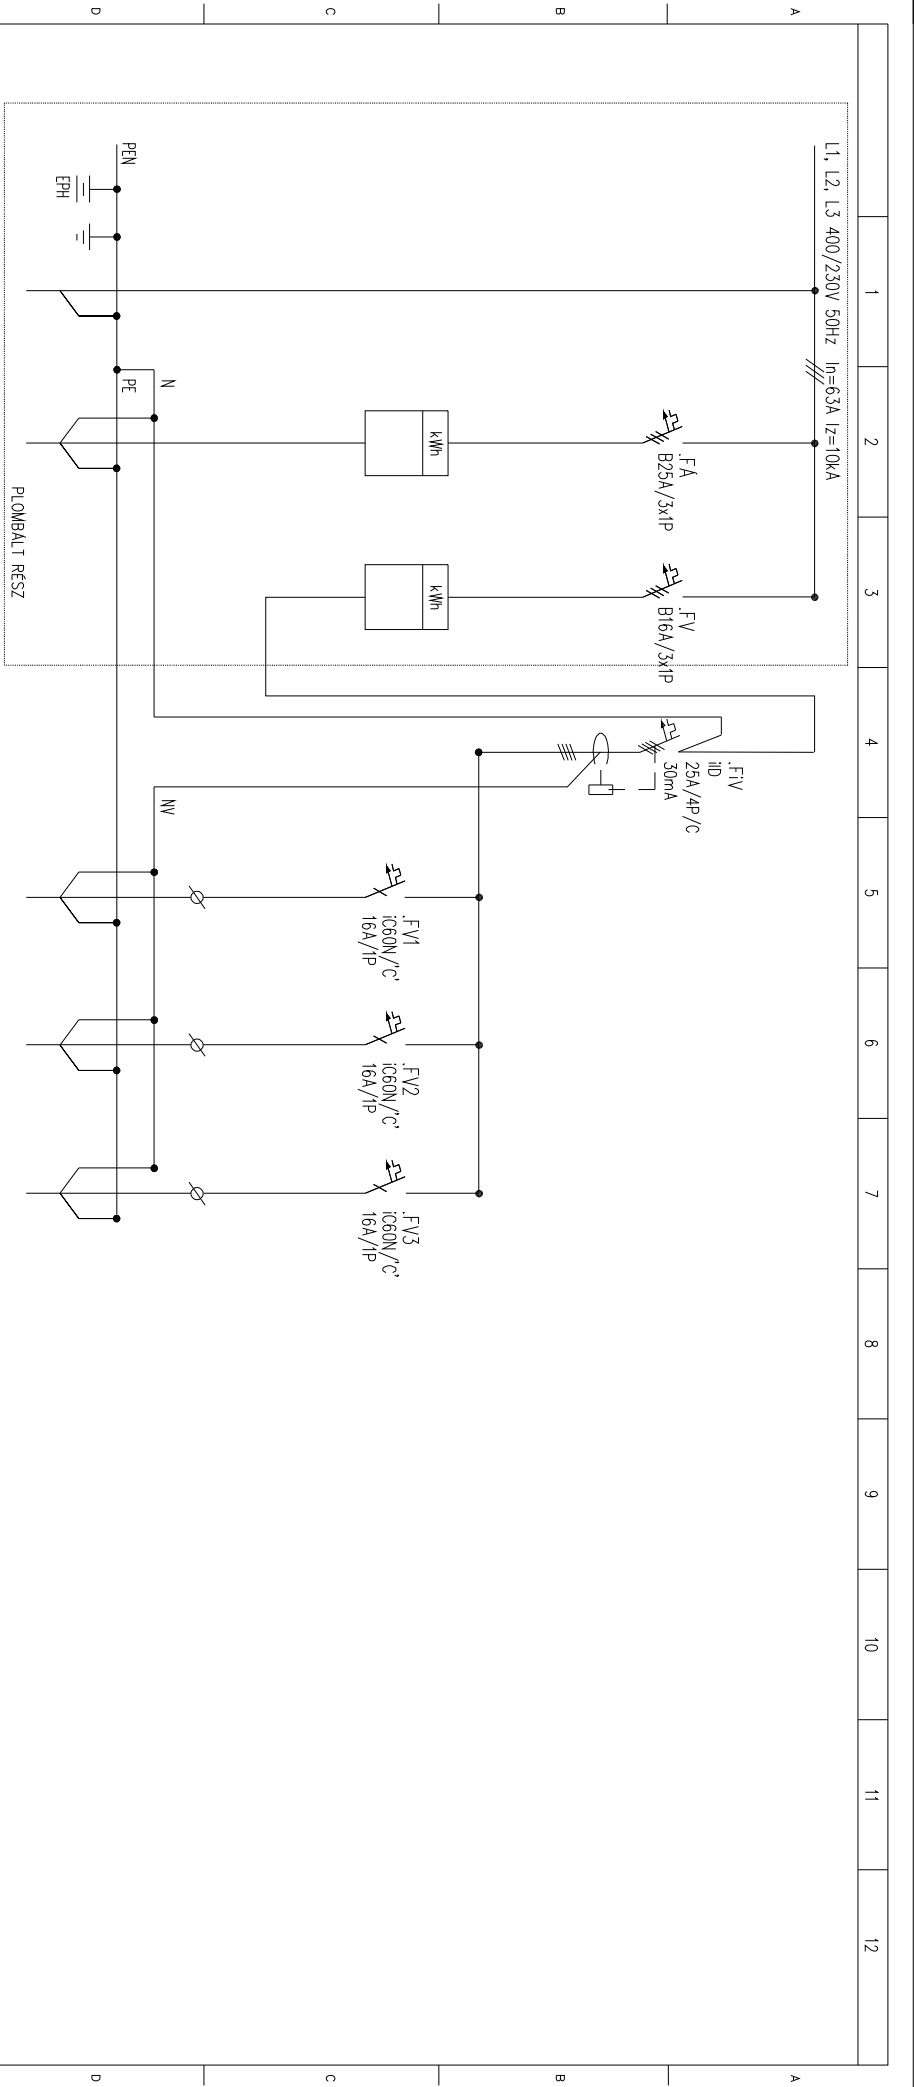 A
B
C
D
1
2
3
4
5
6
7
8
9
10
11
12
L1, L2, L3 400/230V 50Hz In=63A Iz=10kA
.FÁ
B25A/3x1P
.FV
B16A/3x1P
.FiV
iID
25A/4P/C
30mA
kWh
kWh
.FV1
iC60N/'C'
16A/1P
.FV2
iC60N/'C'
16A/1P
.FV3
iC60N/'C'
16A/1P
N
NV
PEN
PE
EPH
PLOMBÁLT RÉSZ
A
B
C
D